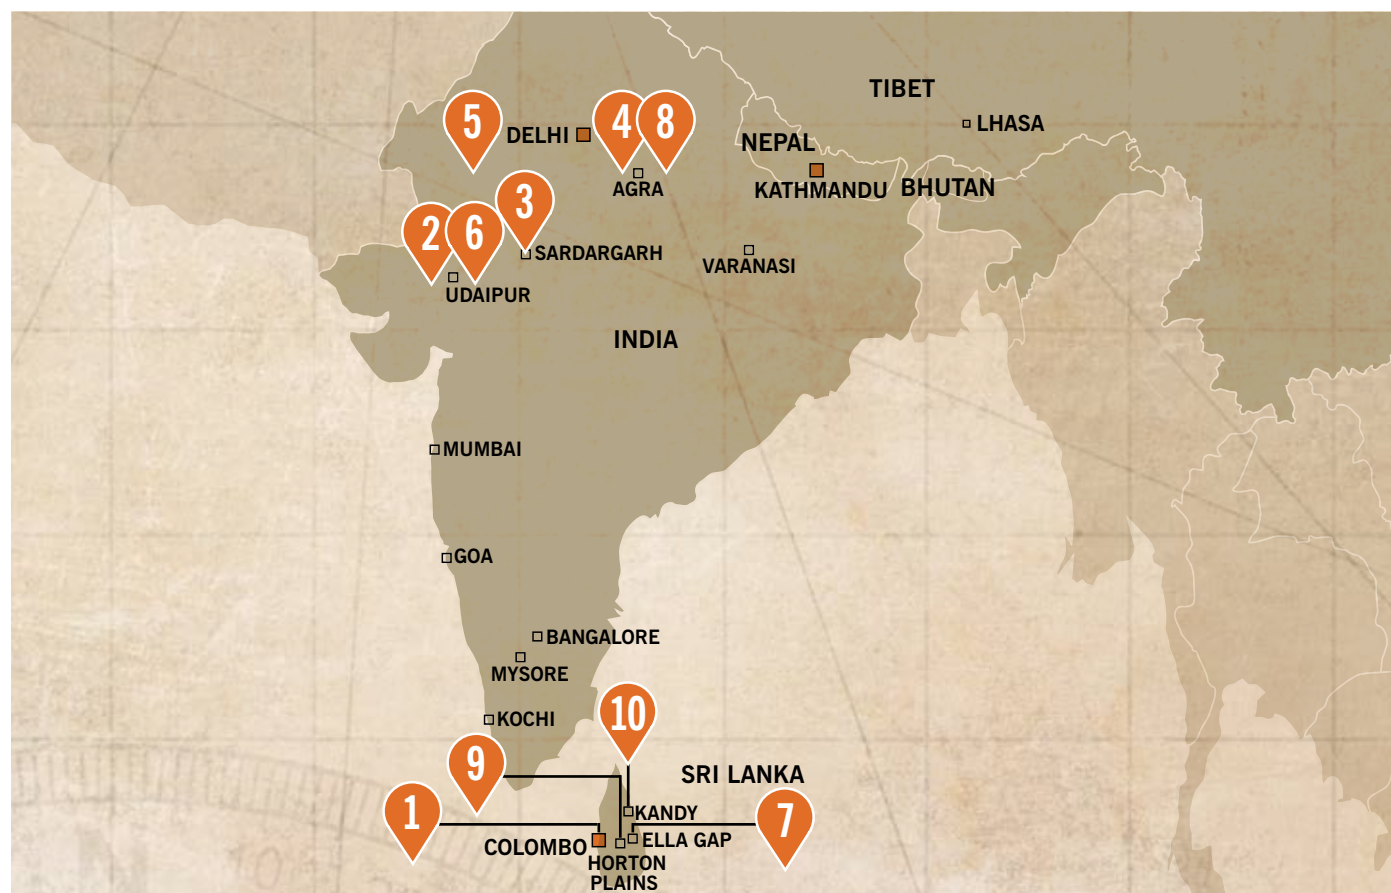 TIBET
5
DELHI
4
8
LHASA
NEPAL
AGRA
KATHMANDU
BHUTAN
3
2
6
SARDARGARH
VARANASI
UDAIPUR
INDIA
MUMBAI
GOA
BANGALORE
MYSORE
KOCHI
10
9
SRI LANKA
1
KANDY
7
COLOMBO
ELLA GAP
HORTON
PLAINS